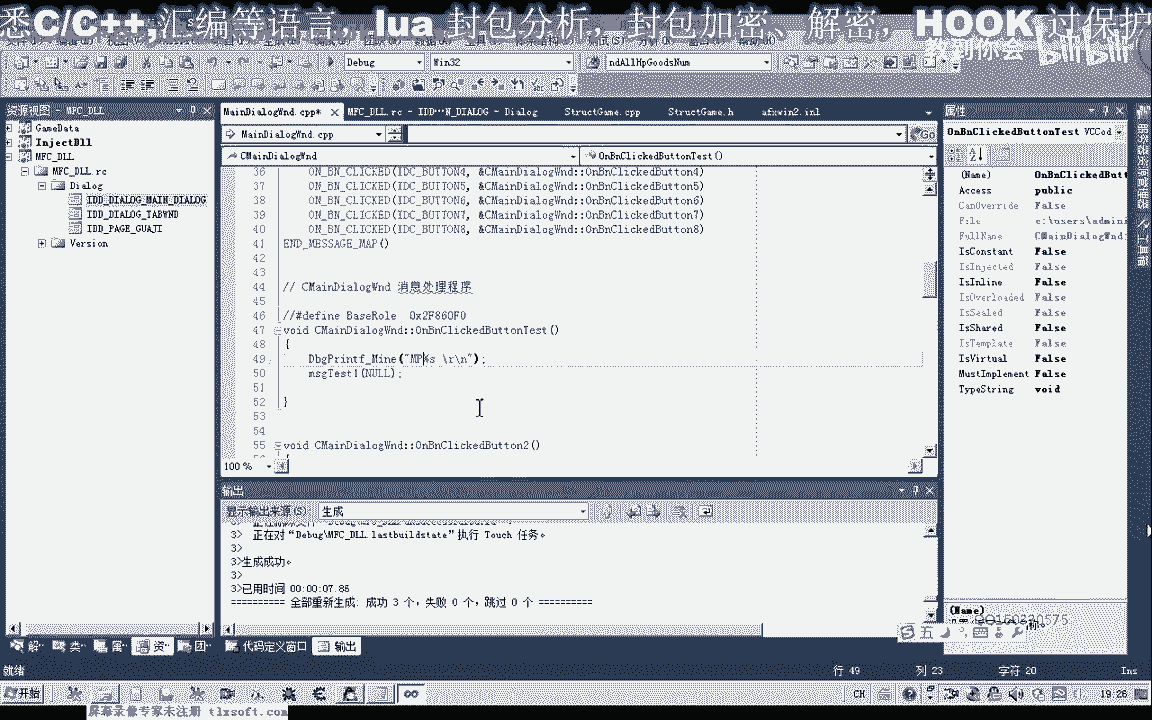 悉C/C++,汇编等语言，lua 封包分析，封包加密、解密，HOOK 过保护
教到你会
bilibili
Debug
Win32
ndAllHpGoodsNum
资源视图 - MFC_DLL
GameData
InjectDll
MFC_DLL
MFC_DLL.rc
Dialog
IDD_DIALOG_MAIN_DIALOG
IDD_DIALOG_TABWND
IDD_PAGE_GUAJI
Version
MainDialogWnd.cpp*
MFC_DLL.rc - IDD···N_DIALOG - Dialog
StructGame.cpp
StructGame.h
afxwin2.inl
MainDialogWnd.cpp
Go
CMainDialogWnd
OnBnClickedButtonTest()
36 ON_BN_CLICKED(IDC_BUTTON4, &CMainDialogWnd::OnBnClickedButton4)
37 ON_BN_CLICKED(IDC_BUTTON5, &CMainDialogWnd::OnBnClickedButton5)
38 ON_BN_CLICKED(IDC_BUTTON6, &CMainDialogWnd::OnBnClickedButton6)
39 ON_BN_CLICKED(IDC_BUTTON7, &CMainDialogWnd::OnBnClickedButton7)
40 ON_BN_CLICKED(IDC_BUTTON8, &CMainDialogWnd::OnBnClickedButton8)
41 END_MESSAGE_MAP()
42
43
44 // CMainDialogWnd 消息处理程序
45
46 //#define BaseRole 0x2F860F0
47 void CMainDialogWnd::OnBnClickedButtonTest()
48 {
49 DbgPrintf_Mine("MP%s \r\n");
50 msgTest1(NULL);
51
52 }
53
54
55 void CMainDialogWnd::OnBnClickedButton2()
100 %
输出
显示输出来源(S): 生成
3> 正在对“Debug\MFC_DLL.lastbuildstate”执行 Touch 任务。
3>
3>生成成功。
3>
3>已用时间 00:00:07.85
========== 全部重新生成: 成功 3 个，失败 0 个，跳过 0 个 ==========
代码定义窗口
输出
属性
OnBnClickedButtonTest VCCod
(Name) OnBnClickedButt
Access public
CanOverride False
File c:\users\admini
FullName CMainDialogWnd:
IsConstant False
IsInjected False
IsInline False
IsOverloaded False
IsSealed False
IsShared False
IsTemplate False
IsVirtual False
MustImplement False
TypeString void
(Name)
工具箱
解··
类··
属··
资··
团··
五
就绪
行 49
列 23
字符 20
Ins
开始
CH
19:26
屏幕录像专家未注册 tlxsoft.com